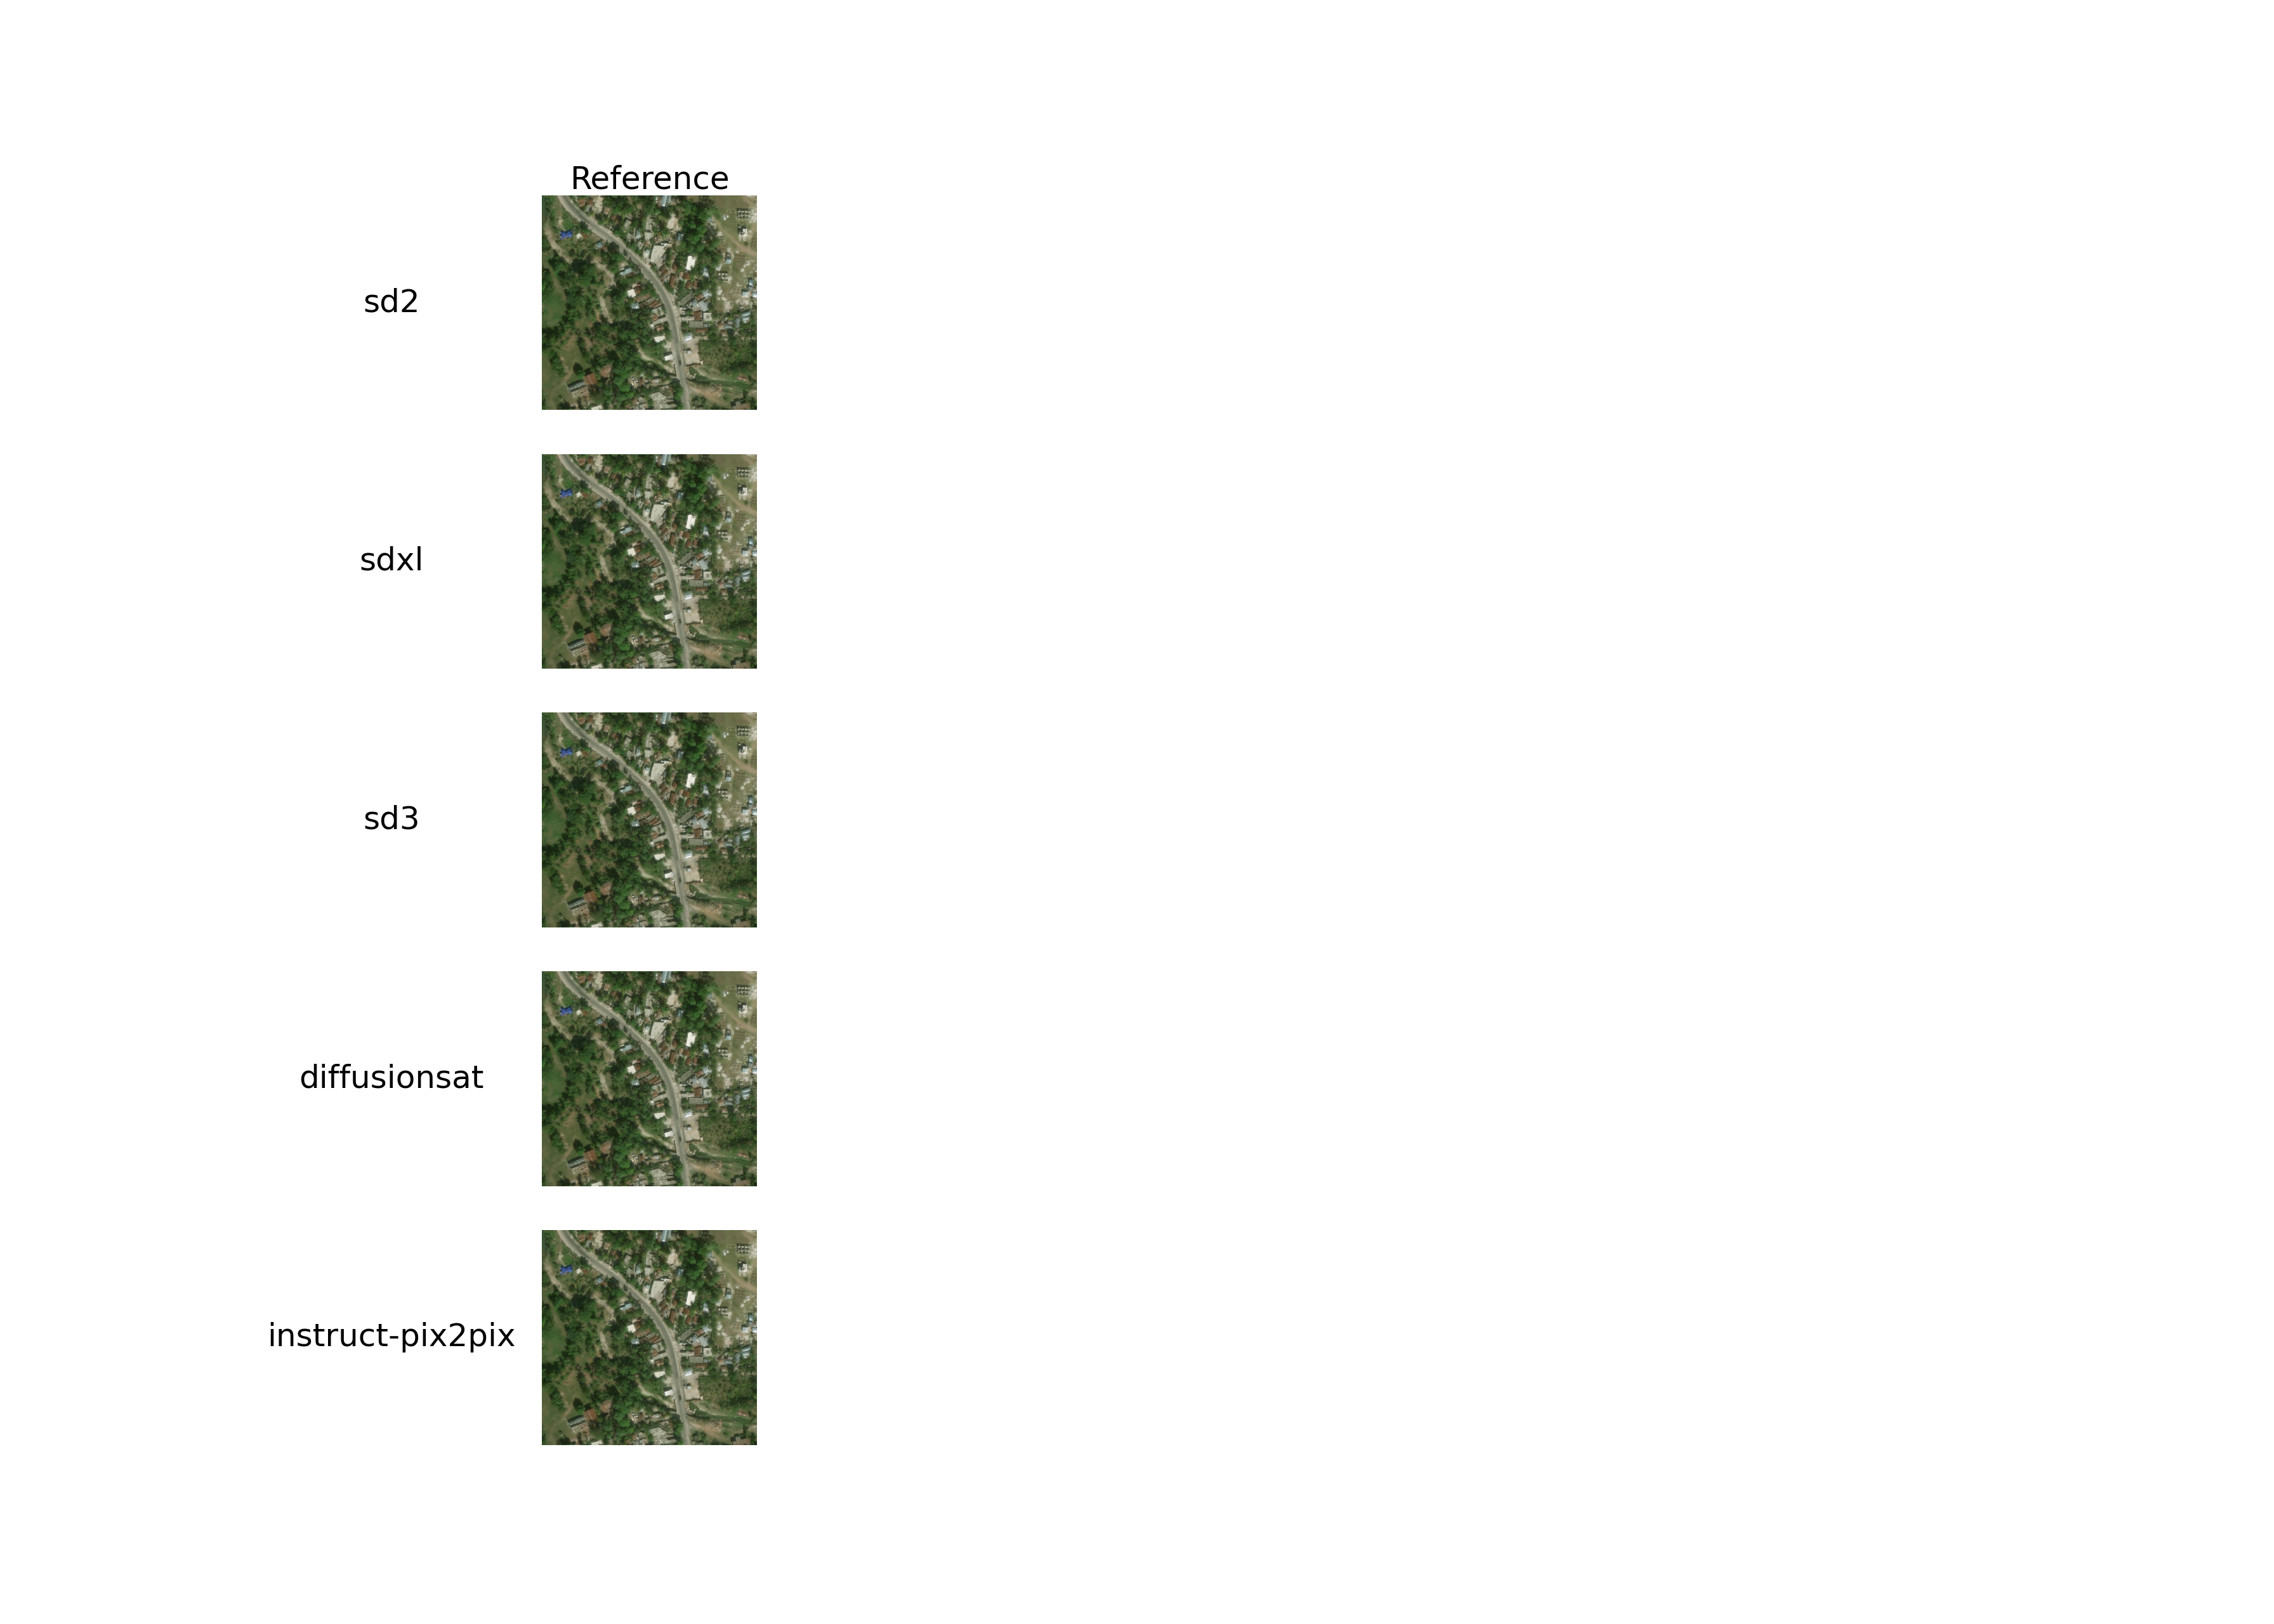 Reference
sd2
sdxl
sd3
diffusionsat
instruct-pix2pix